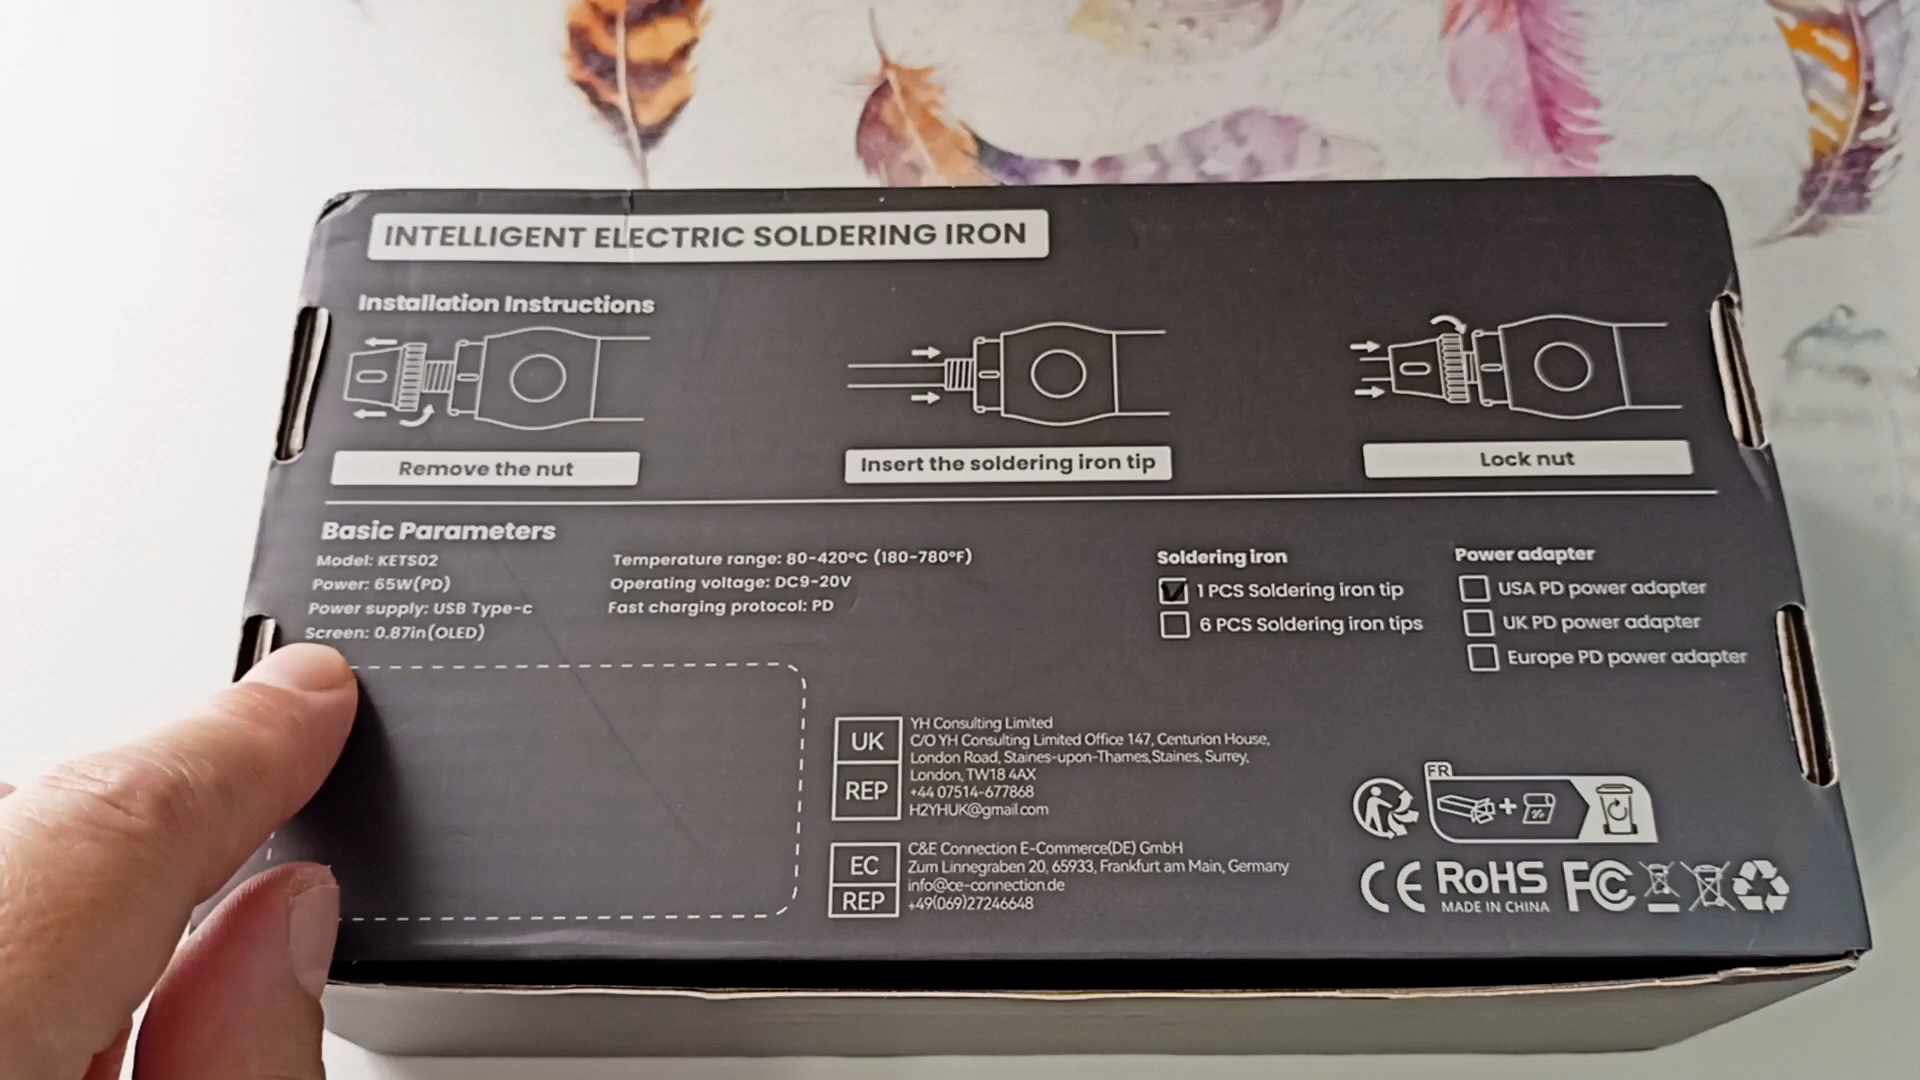 INTELLIGENT ELECTRIC SOLDERING IRON
Installation Instructions
Remove the nut
Insert the soldering iron tip
Lock nut
Basic Parameters
Model: KETS02
Power: 65W(PD)
Power supply: USB Type-c
Screen: 0.87in(OLED)
Temperature range: 80-420°C (180-780°F)
Operating voltage: DC9-20V
Fast charging protocol: PD
Soldering iron
1 PCS Soldering iron tip
6 PCS Soldering iron tips
Power adapter
USA PD power adapter
UK PD power adapter
Europe PD power adapter
UK
REP
YH Consulting Limited
C/O YH Consulting Limited Office 147, Centurion House,
London Road, Staines-upon-Thames,Staines, Surrey,
London, TW18 4AX
+44 07514-677868
H2YHUK@gmail.com
EC
REP
C&E Connection E-Commerce(DE) GmbH
Zum Linnegraben 20, 65933, Frankfurt am Main, Germany
info@ce-connection.de
+49(069)27246648
FR
CE RoHS FC
MADE IN CHINA